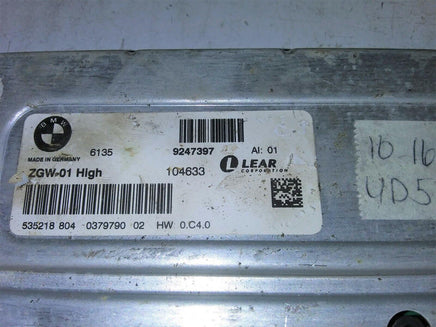 BMW
6135
9247397
AI: 01
MADE IN GERMANY
ZGW-01 High
104633
LEAR
CORPORATION
535218 804 0379790 02 HW 0.C4.0
10 16
4D5